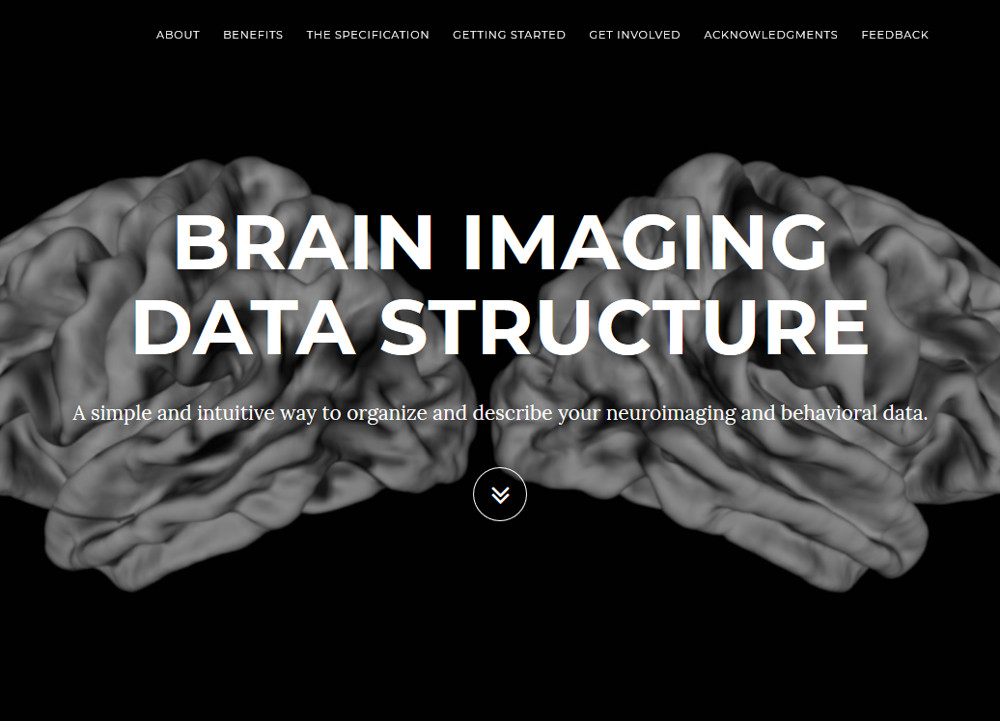 ABOUT BENEFITS THE SPECIFICATION GETTING STARTED GET INVOLVED ACKNOWLEDGMENTS FEEDBACK
BRAIN IMAGING
DATA STRUCTURE
A simple and intuitive way to organize and describe your neuroimaging and behavioral data.